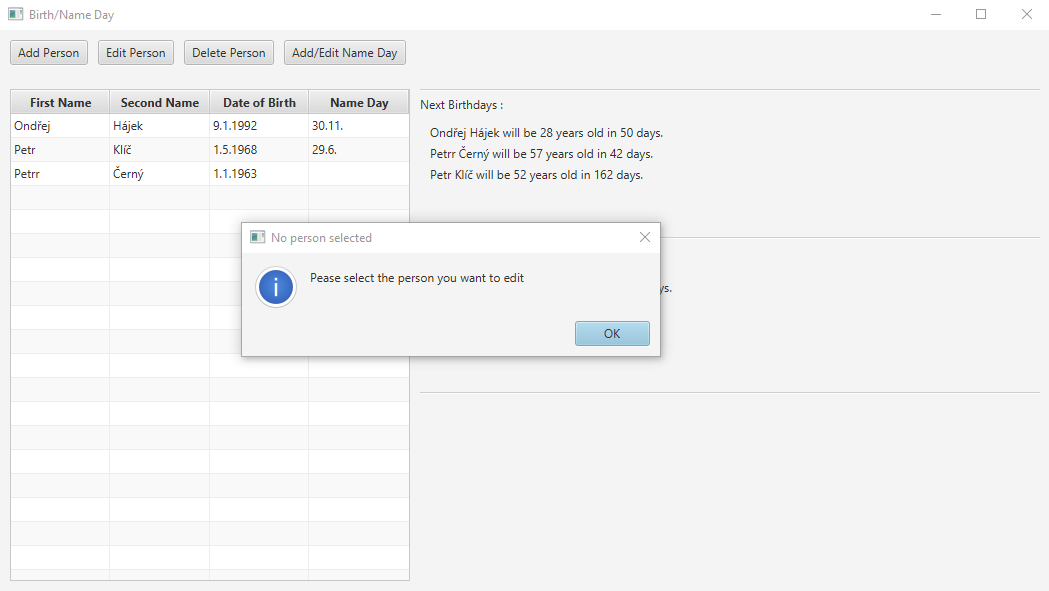 Birth/Name Day
Add Person Edit Person Delete Person Add/Edit Name Day
First Name Second Name Date of Birth Name Day
Ondřej Hájek 9.1.1992 30.11.
Petr Klíč 1.5.1968 29.6.
Petrr Černý 1.1.1963
Next Birthdays :
Ondřej Hájek will be 28 years old in 50 days.
Petrr Černý will be 57 years old in 42 days.
Petr Klíč will be 52 years old in 162 days.
No person selected
Pease select the person you want to edit
OK